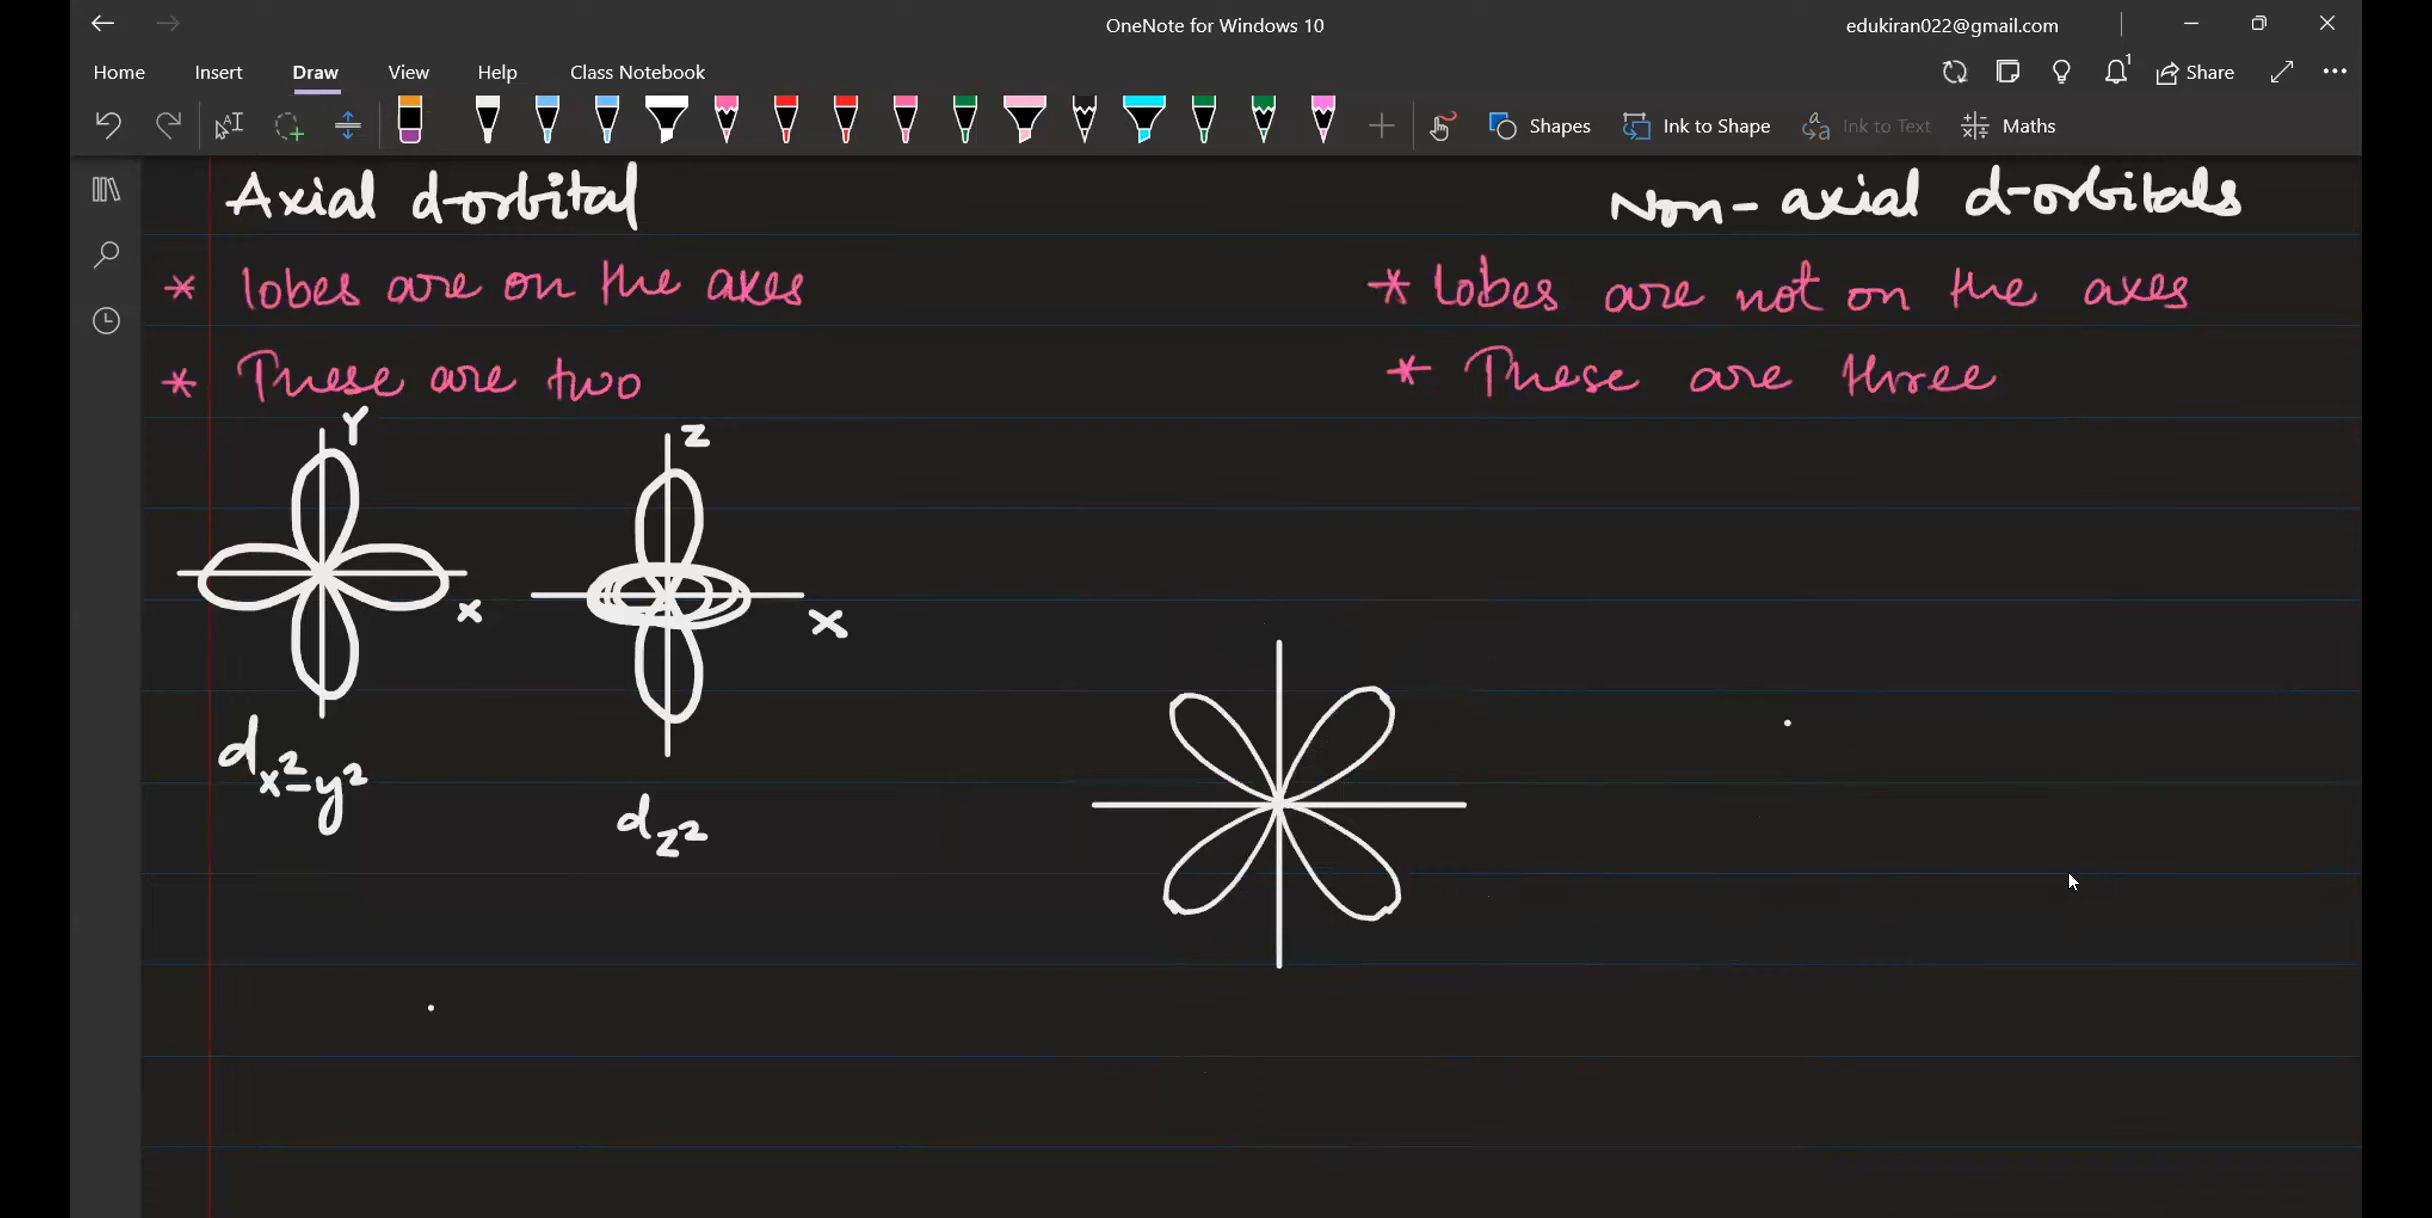 OneNote for Windows 10
edukiran022@gmail.com
Home Insert Draw View Help Class Notebook
1
Share
Shapes
Ink to Shape
Ink to Text
Maths
Axial d-orbital
* lobes are on the axes
* These are two
Non-axial d-orbitals
* lobes are not on the axes
* These are three
Y
X
dx²-y²
Z
X
dz²